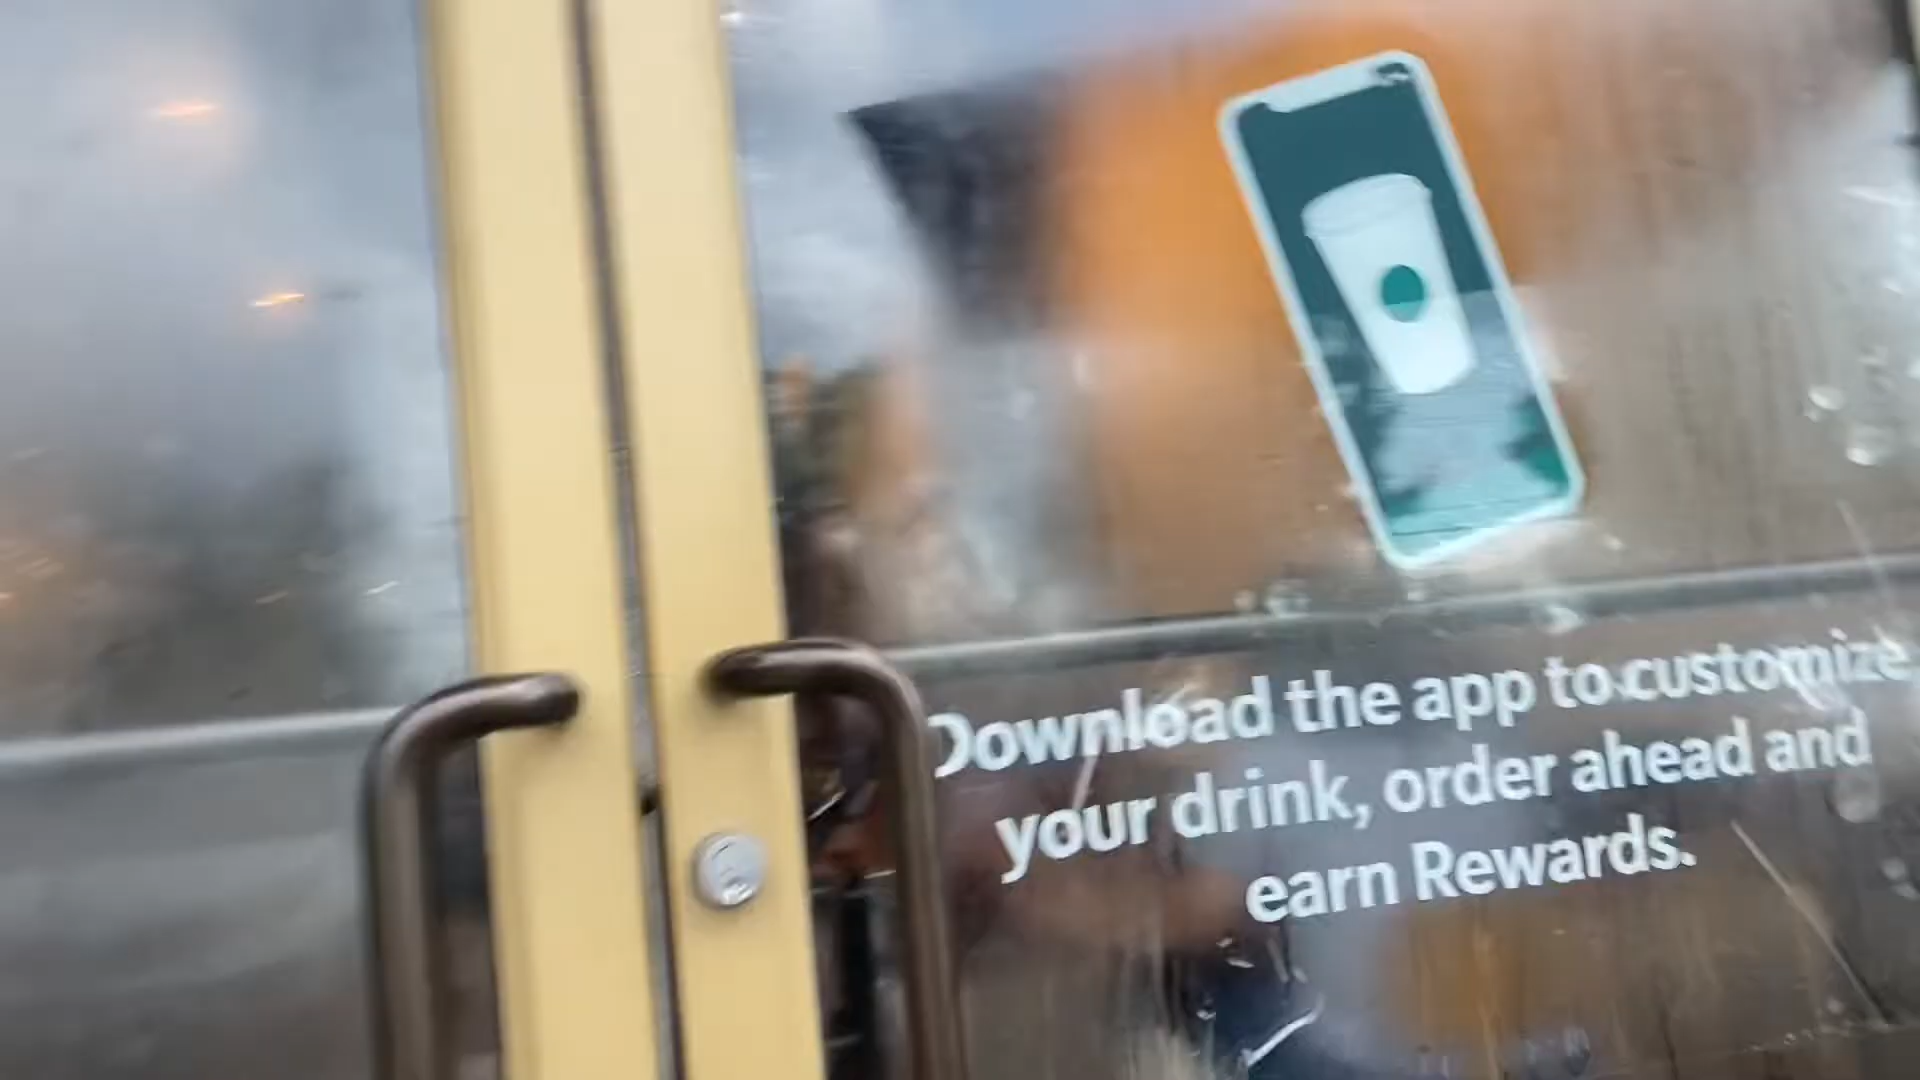 Download the app to customize
your drink, order ahead and
earn Rewards.